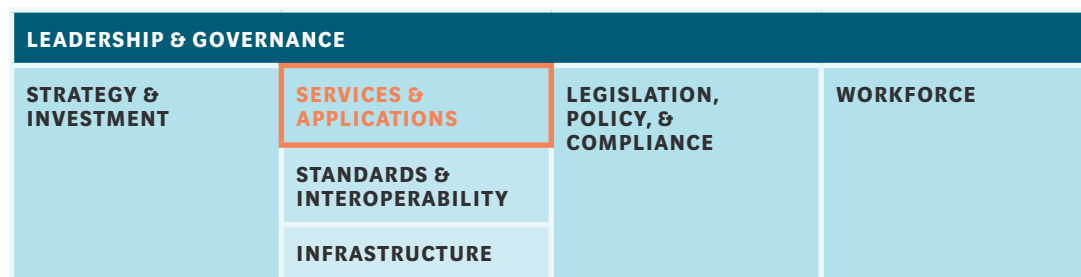 LEADERSHIP & GOVERNANCE
STRATEGY &
INVESTMENT
SERVICES &
APPLICATIONS
STANDARDS &
INTEROPERABILITY
INFRASTRUCTURE
LEGISLATION,
POLICY, &
COMPLIANCE
WORKFORCE